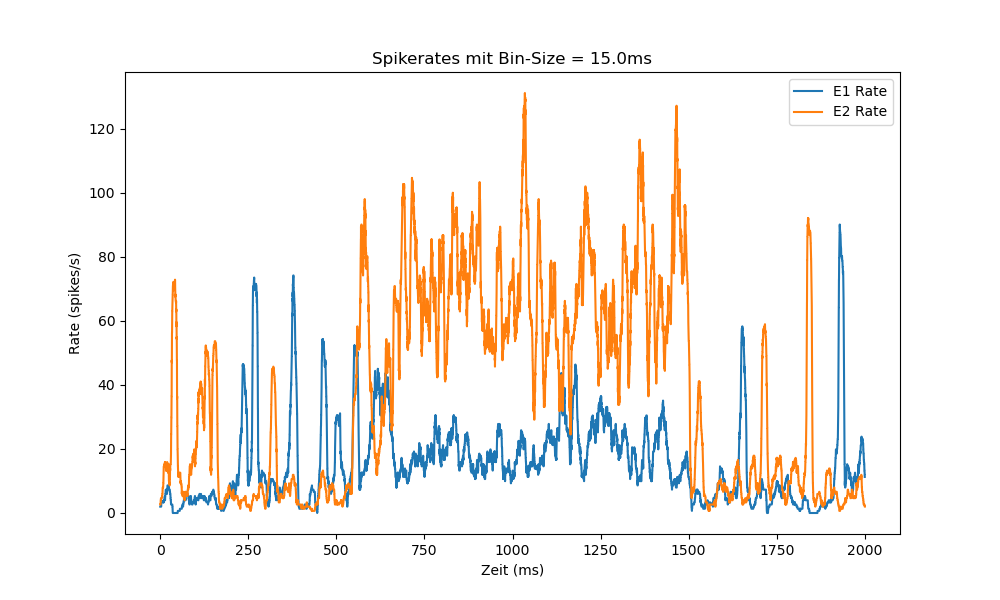 Spikerates mit Bin-Size = 15.0ms
E1 Rate
E2 Rate
Rate (spikes/s)
120
100
80
60
40
20
0
0 250 500 750 1000 1250 1500 1750 2000
Zeit (ms)